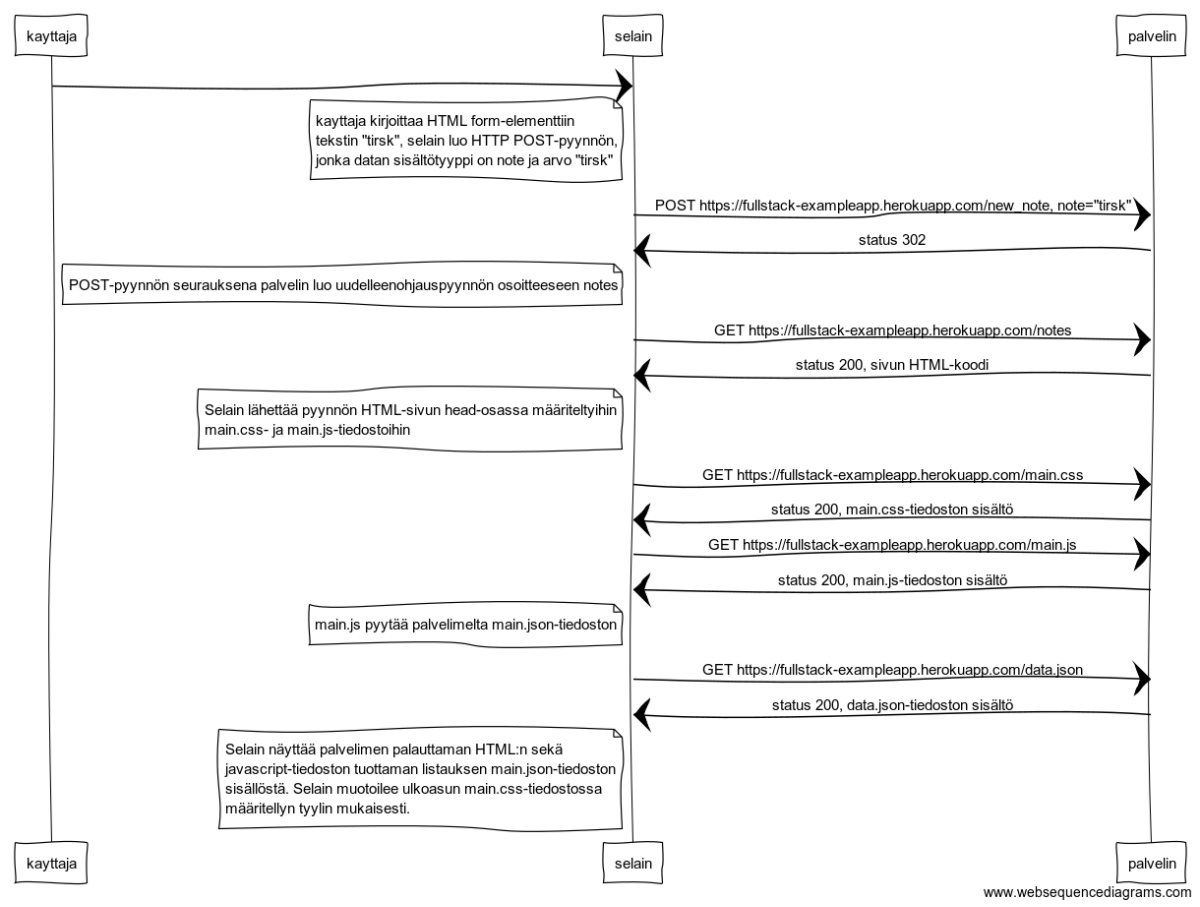 kayttaja
selain
palvelin
kayttaja kirjoittaa HTML form-elementtiin
tekstin "tirsk", selain luo HTTP POST-pyynnön,
jonka datan sisältötyyppi on note ja arvo "tirsk"
POST https://fullstack-exampleapp.herokuapp.com/new_note, note="tirsk"
status 302
POST-pyynnön seurauksena palvelin luo uudelleenohjauspyynnön osoitteeseen notes
GET https://fullstack-exampleapp.herokuapp.com/notes
status 200, sivun HTML-koodi
Selain lähettää pyynnön HTML-sivun head-osassa määriteltyihin
main.css- ja main.js-tiedostoihin
GET https://fullstack-exampleapp.herokuapp.com/main.css
status 200, main.css-tiedoston sisältö
GET https://fullstack-exampleapp.herokuapp.com/main.js
status 200, main.js-tiedoston sisältö
main.js pyytää palvelimelta main.json-tiedoston
GET https://fullstack-exampleapp.herokuapp.com/data.json
status 200, data.json-tiedoston sisältö
Selain näyttää palvelimen palauttaman HTML:n sekä
javascript-tiedoston tuottaman listauksen main.json-tiedoston
sisällöstä. Selain muotoilee ulkoasun main.css-tiedostossa
määritellyn tyylin mukaisesti.
kayttaja
selain
palvelin
www.websequencediagrams.com